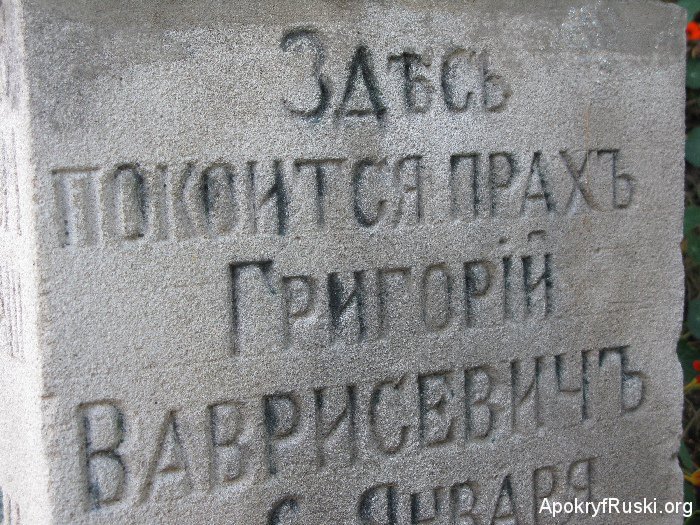 Здѣсь
покоится прахъ
Григорій
Ваврисевичъ
Января
ApokryfRuski.org